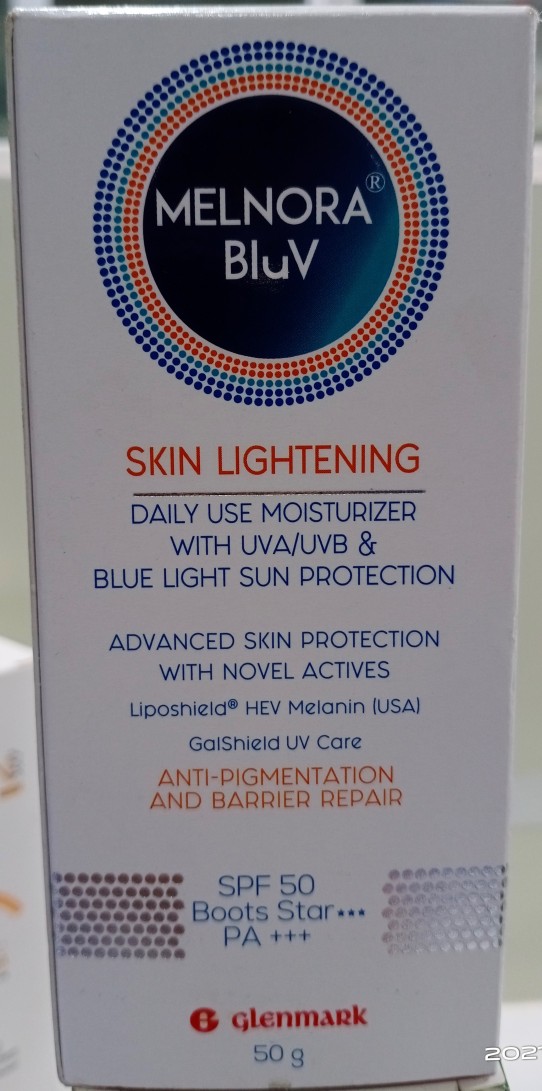 MELNORA®
BluV
SKIN LIGHTENING
DAILY USE MOISTURIZER
WITH UVA/UVB &
BLUE LIGHT SUN PROTECTION
ADVANCED SKIN PROTECTION
WITH NOVEL ACTIVES
Liposhield® HEV Melanin (USA)
GalShield UV Care
ANTI-PIGMENTATION
AND BARRIER REPAIR
SPF 50
Boots Star***
PA +++
G glenmark
50 g